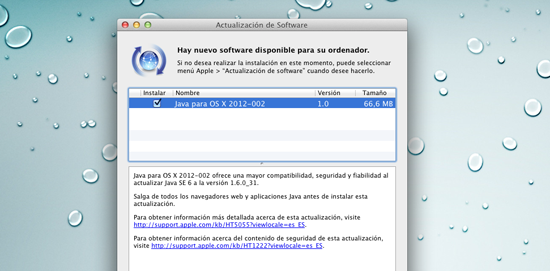 Actualización de Software
Hay nuevo software disponible para su ordenador.
Si no desea realizar la instalación en este momento, puede seleccionar
menú Apple > "Actualización de software" cuando desee hacerlo.
Instalar Nombre Versión Tamaño
Java para OS X 2012-002 1.0 66,6 MB
Java para OS X 2012-002 ofrece una mayor compatibilidad, seguridad y fiabilidad al
actualizar Java SE 6 a la versión 1.6.0_31.
Salga de todos los navegadores web y aplicaciones Java antes de instalar esta
actualización.
Para obtener información más detallada acerca de esta actualización, visite
http://support.apple.com/kb/HT5055?viewlocale=es_ES.
Para obtener información acerca del contenido de seguridad de esta actualización,
visite http://support.apple.com/kb/HT1222?viewlocale=es_ES.